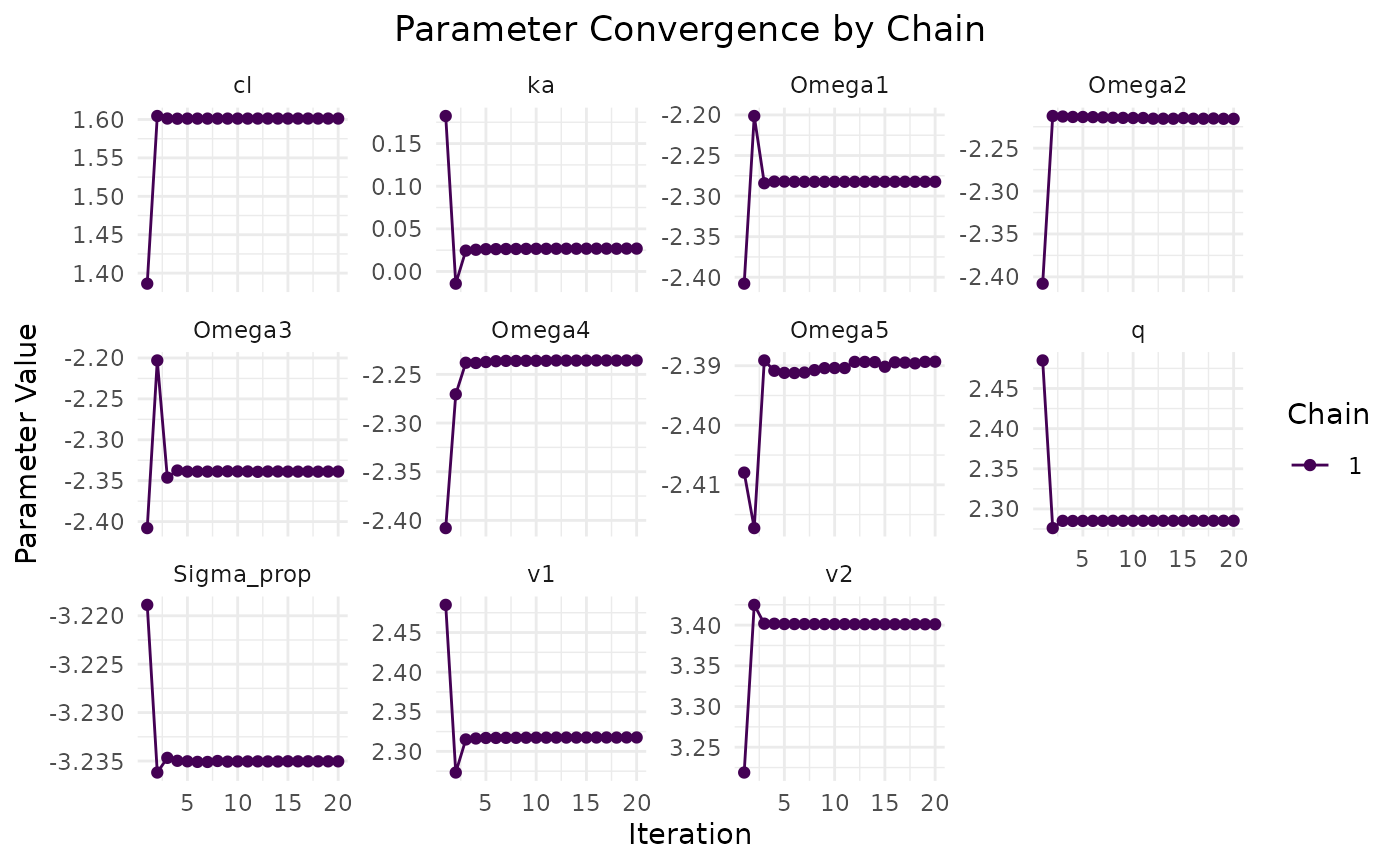 Parameter Convergence by Chain
cl
ka
Omega1
Omega2
1.60
1.55
1.50
1.45
1.40
0.15
0.10
0.05
0.00
-2.20
-2.25
-2.30
-2.35
-2.40
-2.25
-2.30
-2.35
-2.40
Omega3
Omega4
Omega5
q
-2.20
-2.25
-2.30
-2.35
-2.40
-2.25
-2.30
-2.35
-2.40
-2.39
-2.40
-2.41
2.45
2.40
2.35
2.30
5 10 15 20
Sigma_prop
v1
v2
-3.220
-3.225
-3.230
-3.235
2.45
2.40
2.35
2.30
3.40
3.35
3.30
3.25
5 10 15 20
5 10 15 20
5 10 15 20
Iteration
Parameter Value
Chain
1